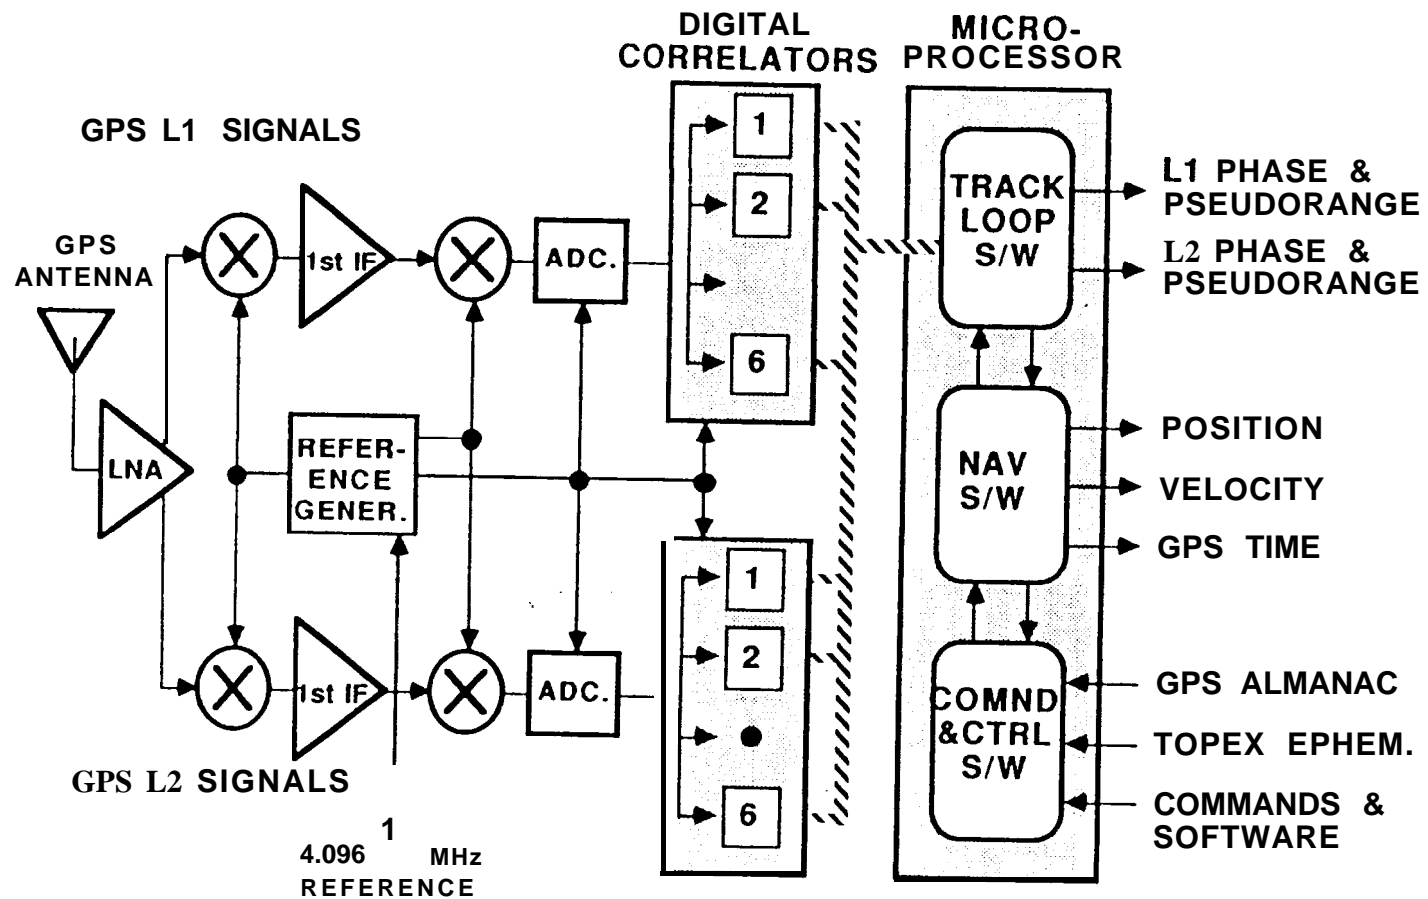 DIGITAL
CORRELATORS
MICRO-
PROCESSOR
GPS L1 SIGNALS
GPS
ANTENNA
LNA
1st IF
ADC.
1
2
6
REFER-
ENCE
GENER.
1st IF
ADC.
1
2
6
GPS L2 SIGNALS
1
4.096 MHz
REFERENCE
TRACK
LOOP
S/W
NAV
S/W
COMND
&CTRL
S/W
L1 PHASE &
PSEUDORANGE
L2 PHASE &
PSEUDORANGE
POSITION
VELOCITY
GPS TIME
GPS ALMANAC
TOPEX EPHEM.
COMMANDS &
SOFTWARE